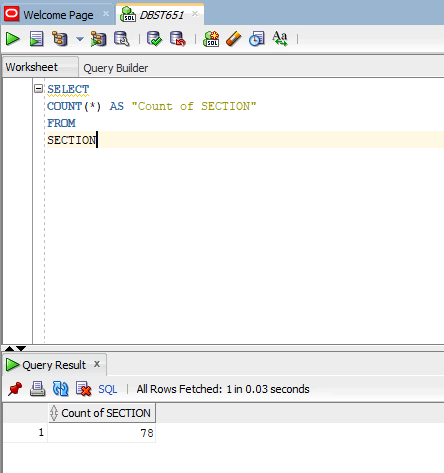 Welcome Page DBST651
Worksheet Query Builder
SELECT
COUNT(*) AS "Count of SECTION"
FROM
SECTION
Query Result x
SQL All Rows Fetched: 1 in 0.03 seconds
Count of SECTION
1 78